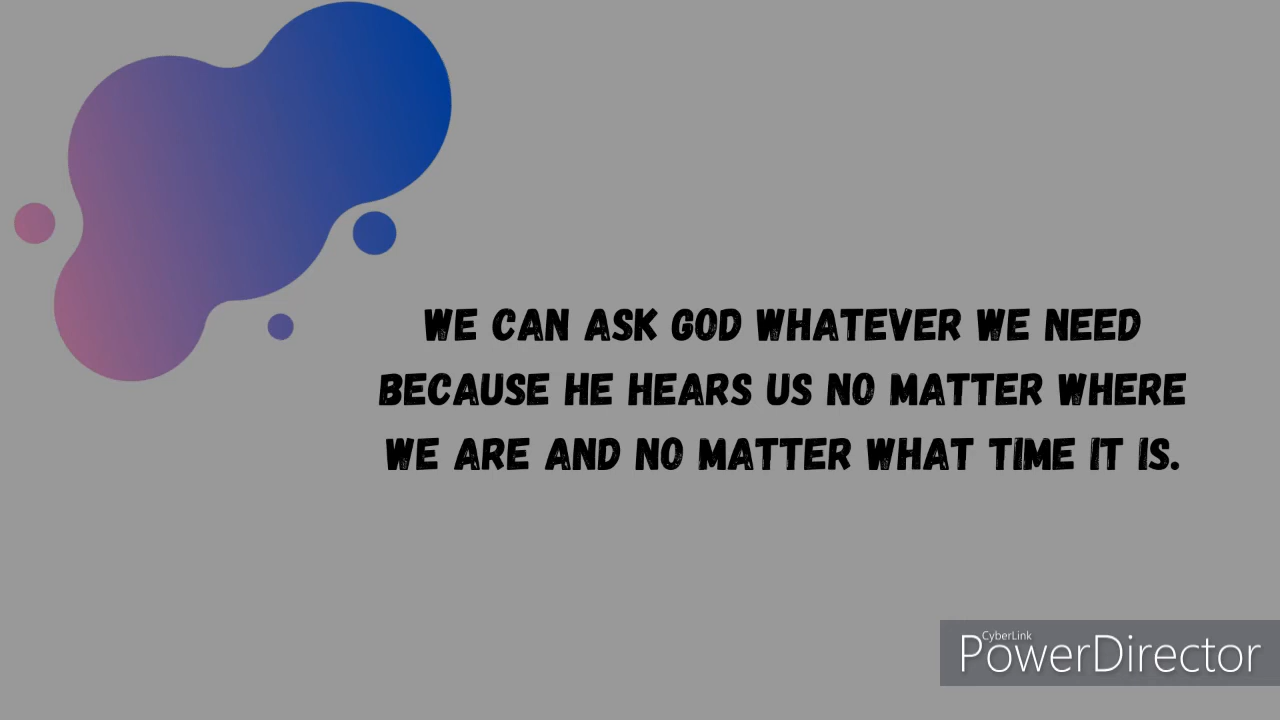 WE CAN ASK GOD WHATEVER WE NEED
BECAUSE HE HEARS US NO MATTER WHERE
WE ARE AND NO MATTER WHAT TIME IT IS.
CyberLink
PowerDirector